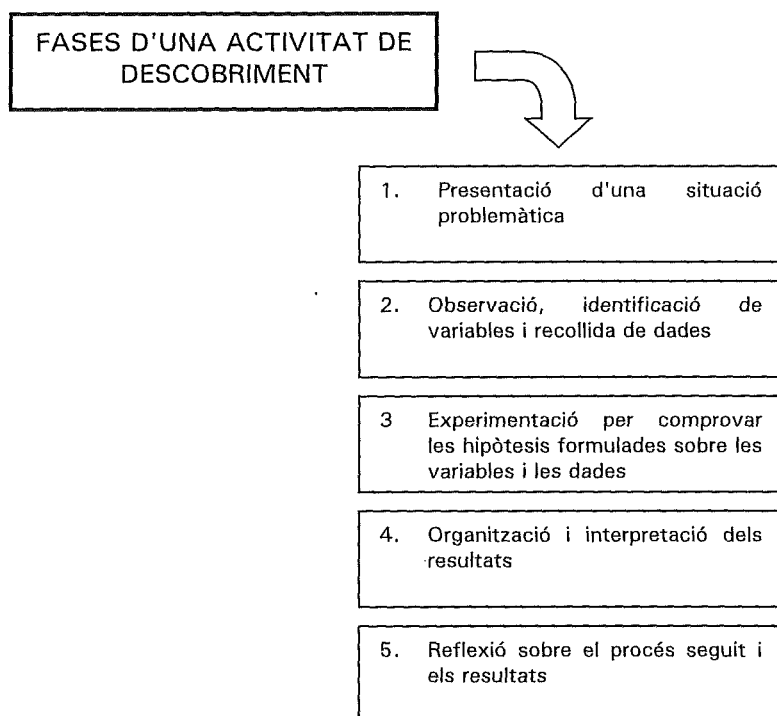 FASES D'UNA ACTIVITAT DE
DESCOBRIMENT
1. Presentació d'una situació
problemàtica
2. Observació, identificació de
variables i recollida de dades
3 Experimentació per comprovar
les hipòtesis formulades sobre les
variables i les dades
4. Organització i interpretació dels
resultats
5. Reflexió sobre el procés seguit i
els resultats